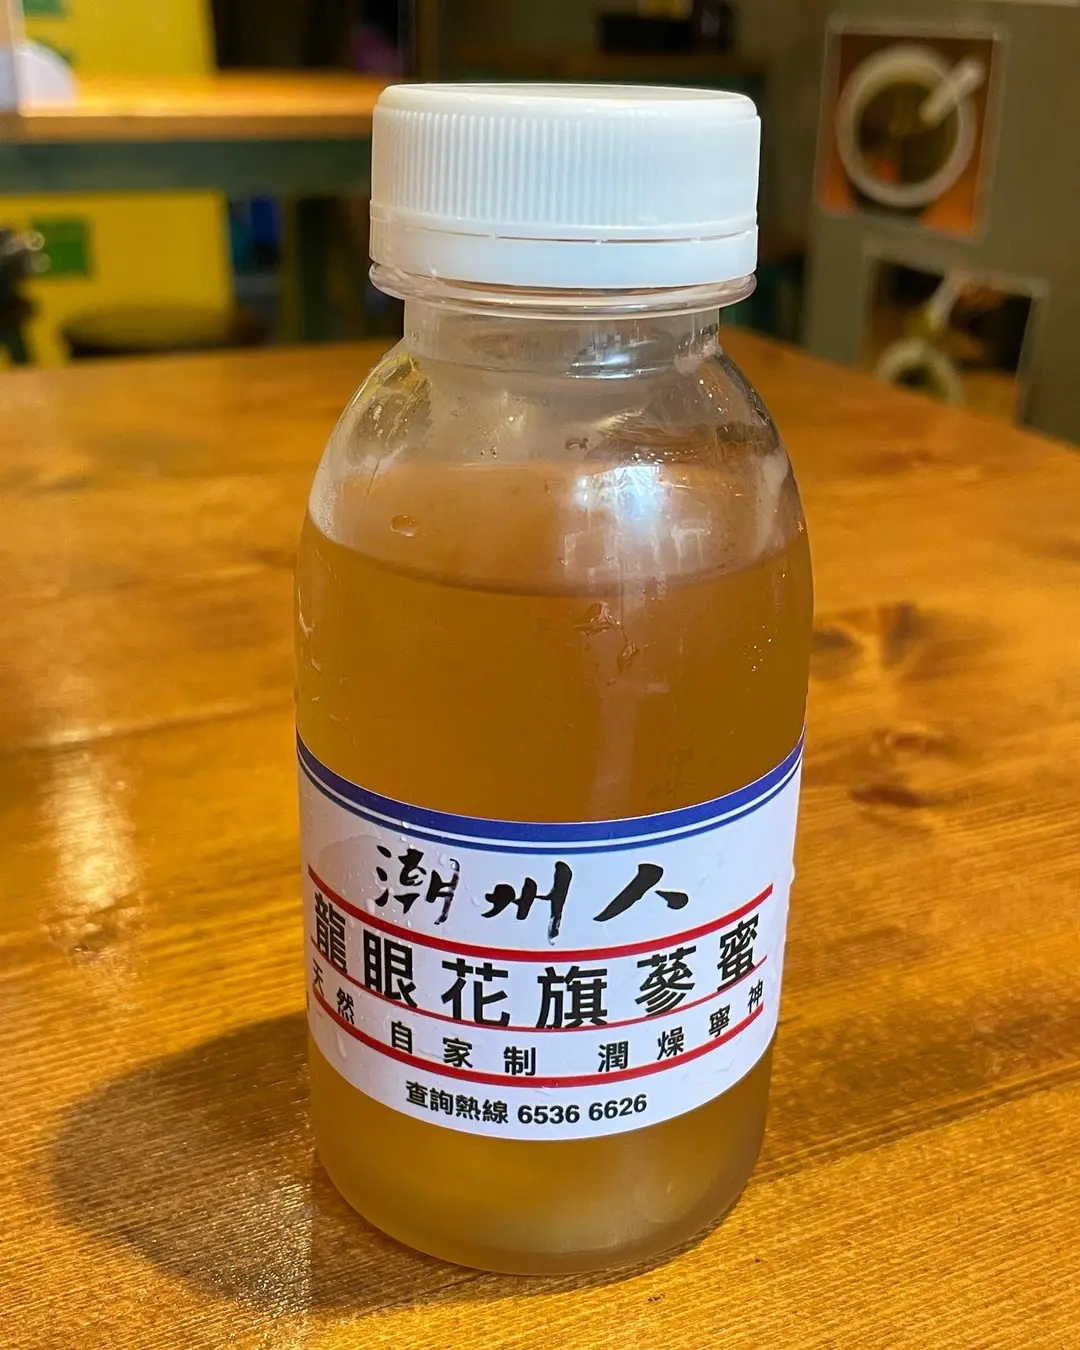 潮州人
龍眼花旗蔘蜜
天然 自家制 潤燥寧神
查詢熱線 6536 6626